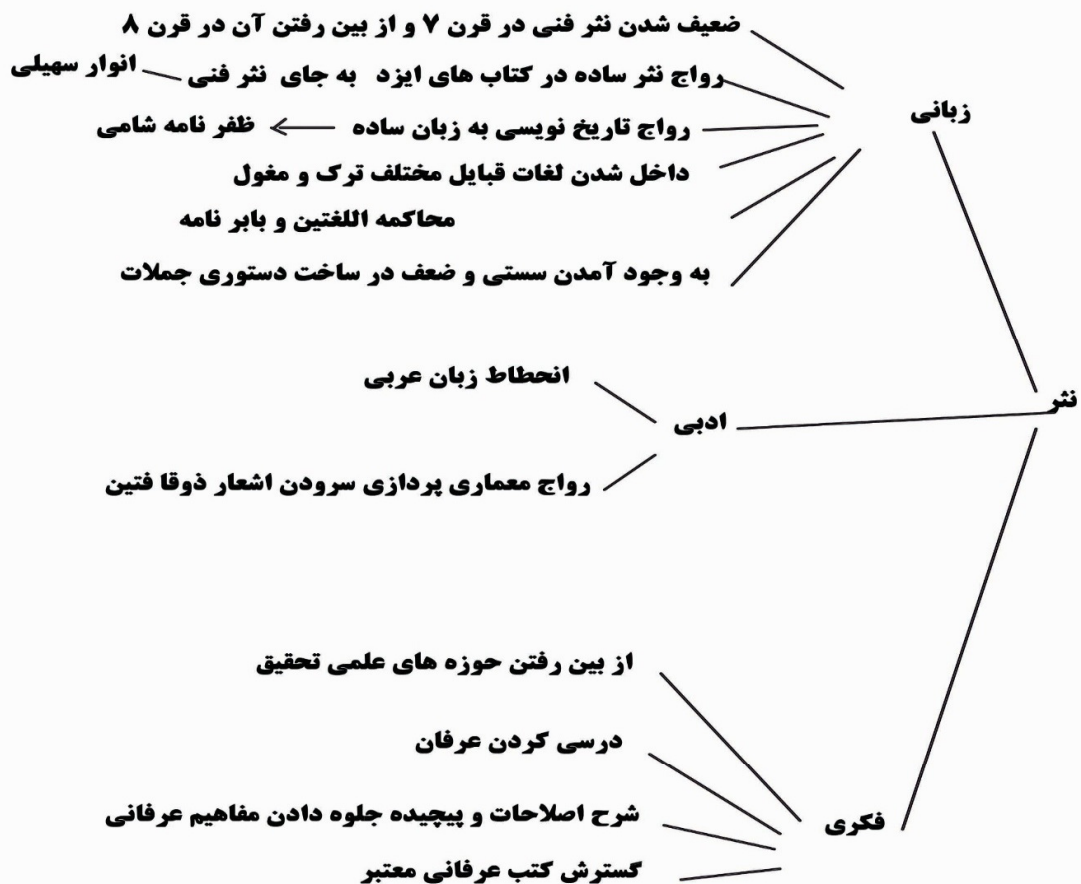 نثر
زبانی
ضعیف شدن نثر فنی در قرن ۷ و از بین رفتن آن در قرن ۸
رواج نثر ساده در کتاب های ایزد به جای نثر فنی
انوار سهیلی
رواج تاریخ نویسی به زبان ساده
ظفر نامه شامی
داخل شدن لغات قبایل مختلف ترک و مغول
محاکمه اللغتین و بابر نامه
به وجود آمدن سستی و ضعف در ساخت دستوری جملات
ادبی
انحطاط زبان عربی
رواج معماری پردازی سرودن اشعار ذوقا فتین
فکری
از بین رفتن حوزه های علمی تحقیق
درسی کردن عرفان
شرح اصلاحات و پیچیده جلوه دادن مفاهیم عرفانی
گسترش کتب عرفانی معتبر